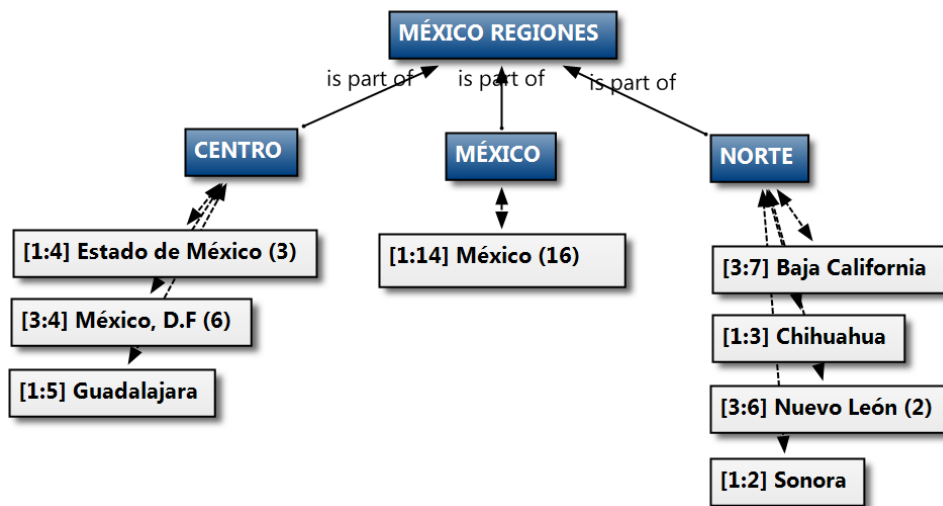 MÉXICO REGIONES
is part of
is part of
is part of
CENTRO
MÉXICO
NORTE
[1:4] Estado de México (3)
[3:4] México, D.F (6)
[1:5] Guadalajara
[1:14] México (16)
[3:7] Baja California
[1:3] Chihuahua
[3:6] Nuevo León (2)
[1:2] Sonora